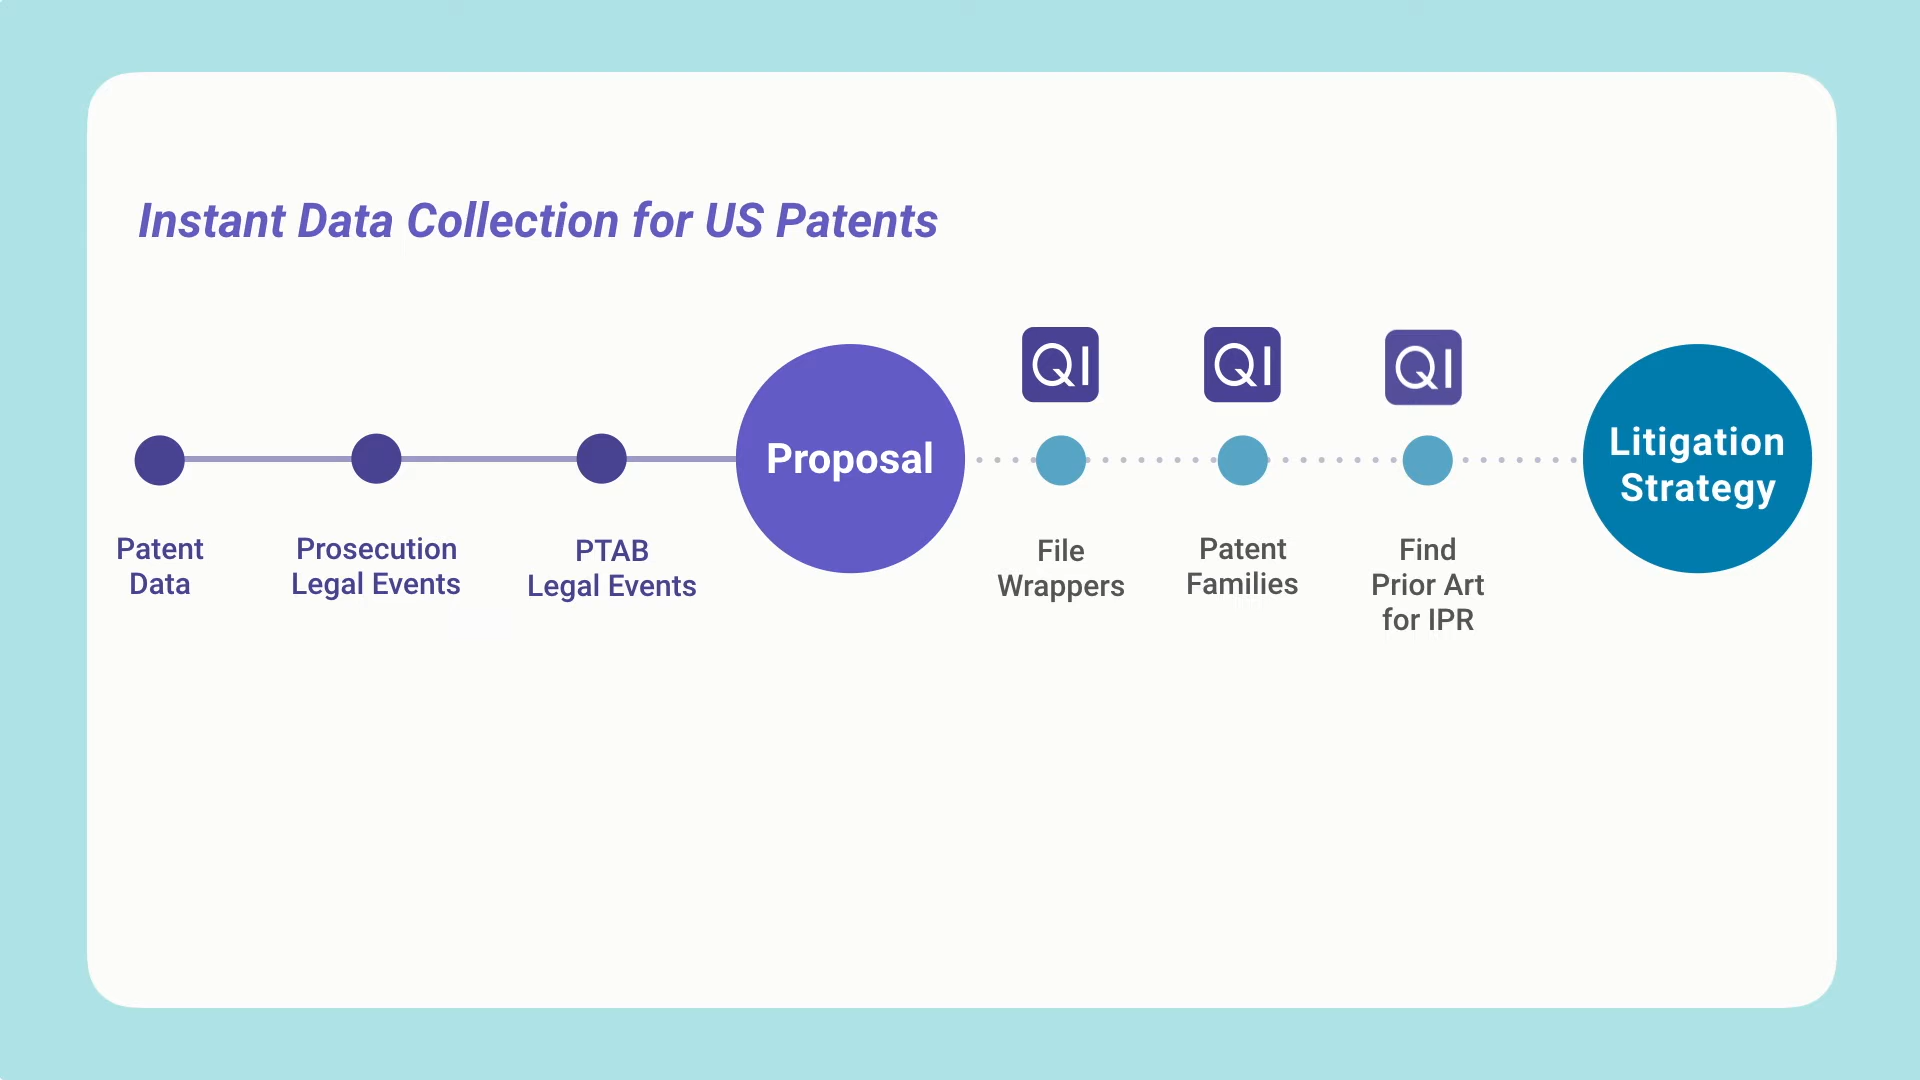 Instant Data Collection for US Patents
QI
QI
QI
Proposal
Litigation
Strategy
Patent
Data
Prosecution
Legal Events
PTAB
Legal Events
File
Wrappers
Patent
Families
Find
Prior Art
for IPR